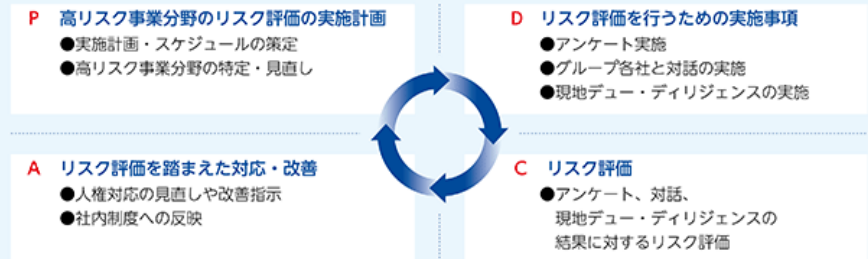 P 高リスク事業分野のリスク評価の実施計画
●実施計画・スケジュールの策定
●高リスク事業分野の特定・見直し
D リスク評価を行うための実施事項
●アンケート実施
●グループ各社と対話の実施
●現地デュー・ディリジェンスの実施
A リスク評価を踏まえた対応・改善
●人権対応の見直しや改善指示
●社内制度への反映
C リスク評価
●アンケート、対話、
現地デュー・ディリジェンスの
結果に対するリスク評価